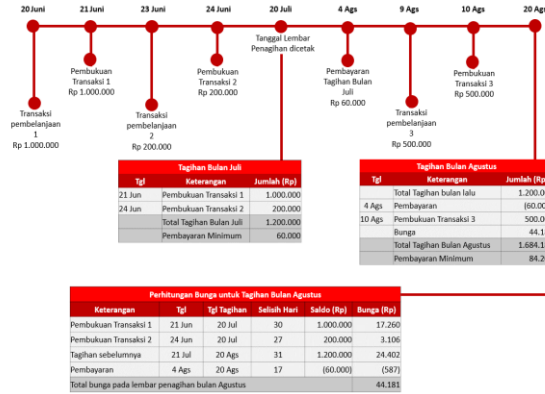 20 Juni 21 Juni 23 Juni 24 Juni 20 Juli 4 Ags 9 Ags 10 Ags 20
Tanggal Lembar
Penagihan dicetak
Pembukuan
Transaksi 1
Rp 1.000.000
Pembukuan
Transaksi 2
Rp 200.000
Pembayaran
Tagihan Bulan
Juli
Rp 60.000
Pembukuan
Transaksi 3
Rp 500.000
Transaksi
pembelanjaan
1
Rp 1.000.000
Transaksi
pembelanjaan
2
Rp 200.000
Transaksi
pembelanjaan
3
Rp 500.000
Tagihan Bulan Juli
Tgl Keterangan Jumlah (Rp)
21 Jun Pembukuan Transaksi 1 1.000.000
24 Jun Pembukuan Transaksi 2 200.000
Total Tagihan Bulan Juli 1.200.000
Pembayaran Minimum 60.000
Tagihan Bulan Agustus
Tgl Keterangan Jumlah (Rp)
Total Tagihan bulan lalu 1.200.0
4 Ags Pembayaran (60.00
10 Ags Pembukuan Transaksi 3 500.0
Bunga 44.1
Total Tagihan Bulan Agustus 1.684.1
Pembayaran Minimum 84.2
Perhitungan Bunga untuk Tagihan Bulan Agustus
Keterangan Tgl Tgl Tagihan Selisih Hari Saldo (Rp) Bunga (Rp)
Pembukuan Transaksi 1 21 Jun 20 Jul 30 1.000.000 17.260
Pembukuan Transaksi 2 24 Jun 20 Jul 27 200.000 3.106
Tagihan sebelumnya 21 Jul 20 Ags 31 1.200.000 24.402
Pembayaran 4 Ags 20 Ags 17 (60.000) (587)
Total bunga pada lembar penagihan bulan Agustus 44.181